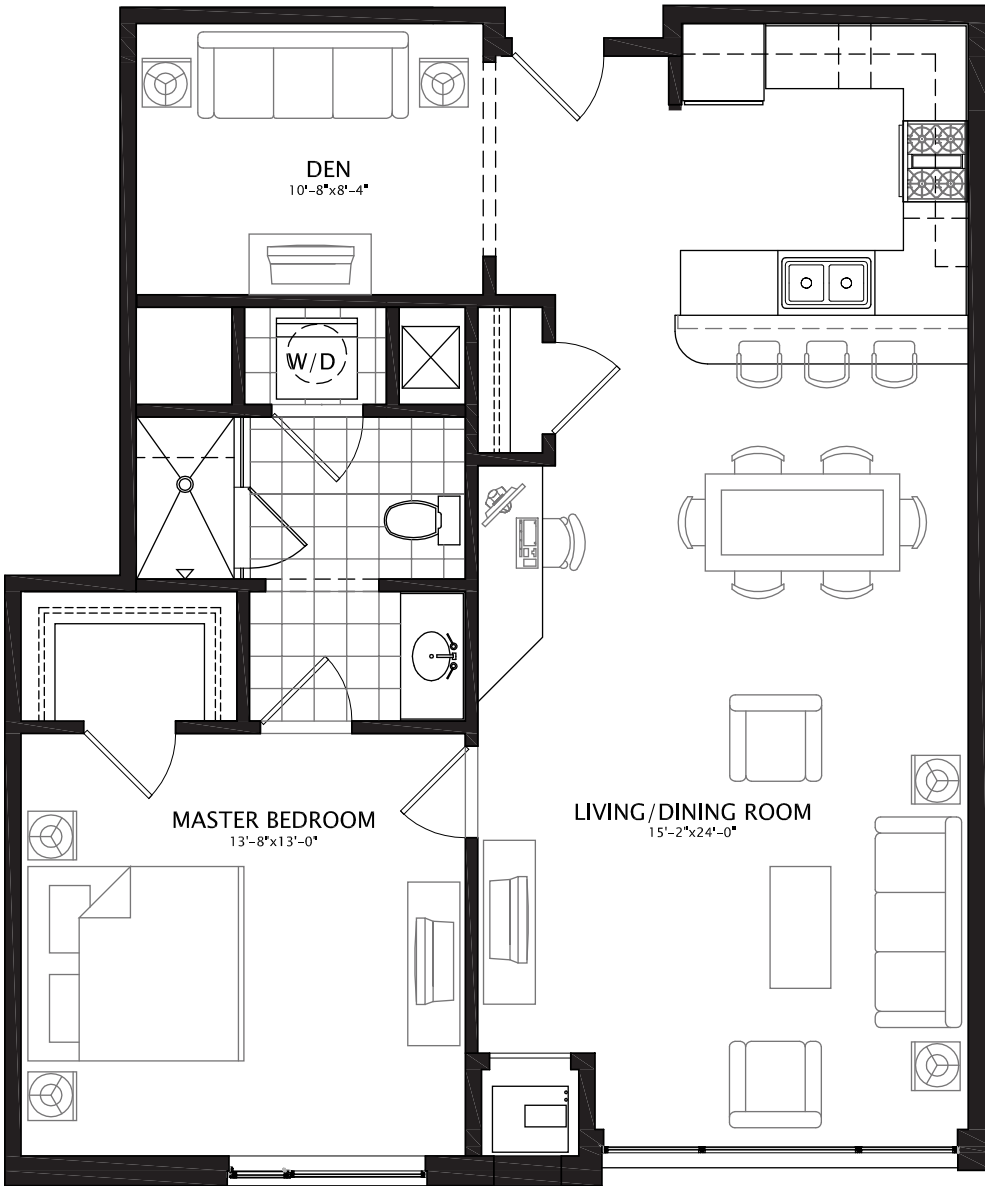 DEN
10'-8"x8'-4"
W/D
MASTER BEDROOM
13'-8"x13'-0"
LIVING/DINING ROOM
15'-2"x24'-0"